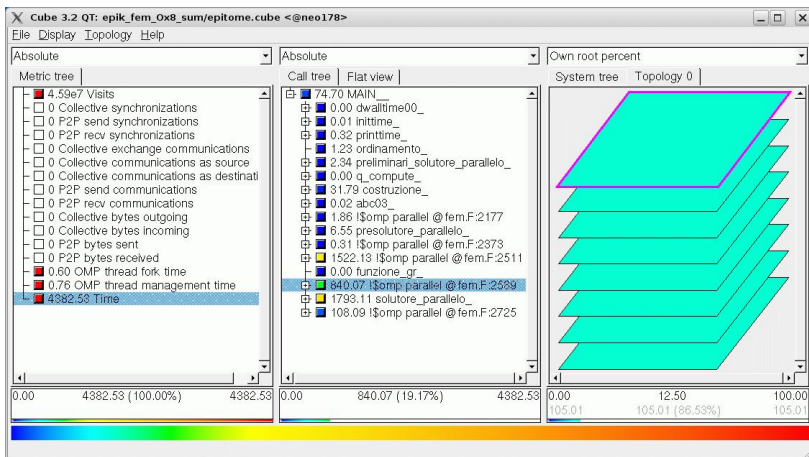 Cube 3.2 QT: epik_fem_0x8_sum/epitome.cube <@neo178>
File Display Topology Help
Absolute
Metric tree
4.59e7 Visits
0 Collective synchronizations
0 P2P send synchronizations
0 P2P recv synchronizations
0 Collective exchange communications
0 Collective communications as source
0 Collective communications as destinati
0 P2P send communications
0 P2P recv communications
0 Collective bytes outgoing
0 Collective bytes incoming
0 P2P bytes sent
0 P2P bytes received
0.60 OMP thread fork time
0.76 OMP thread management time
4382.53 Time
0.00 4382.53 (100.00%) 4382.53
Absolute
Call tree Flat view
74.70 MAIN__
0.00 dwalltime00_
0.01 inittime_
0.32 printtime_
1.23 ordinamento_
2.34 preliminari_solutore_parallelo_
0.00 q_compute_
31.79 costruzione_
0.02 abc03_
1.86 !$omp parallel @fem.F:2177
6.55 presolutore_parallelo_
0.31 !$omp parallel @fem.F:2373
1522.13 !$omp parallel @fem.F:2511
0.00 funzione_gr_
840.07 !$omp parallel @fem.F:2589
1793.11 solutore_parallelo_
108.09 !$omp parallel @fem.F:2725
0.00 840.07 (19.17%) 4382.53
Own root percent
System tree Topology 0
0.00 12.50 100.00
105.01 105.01 (86.53%) 105.01